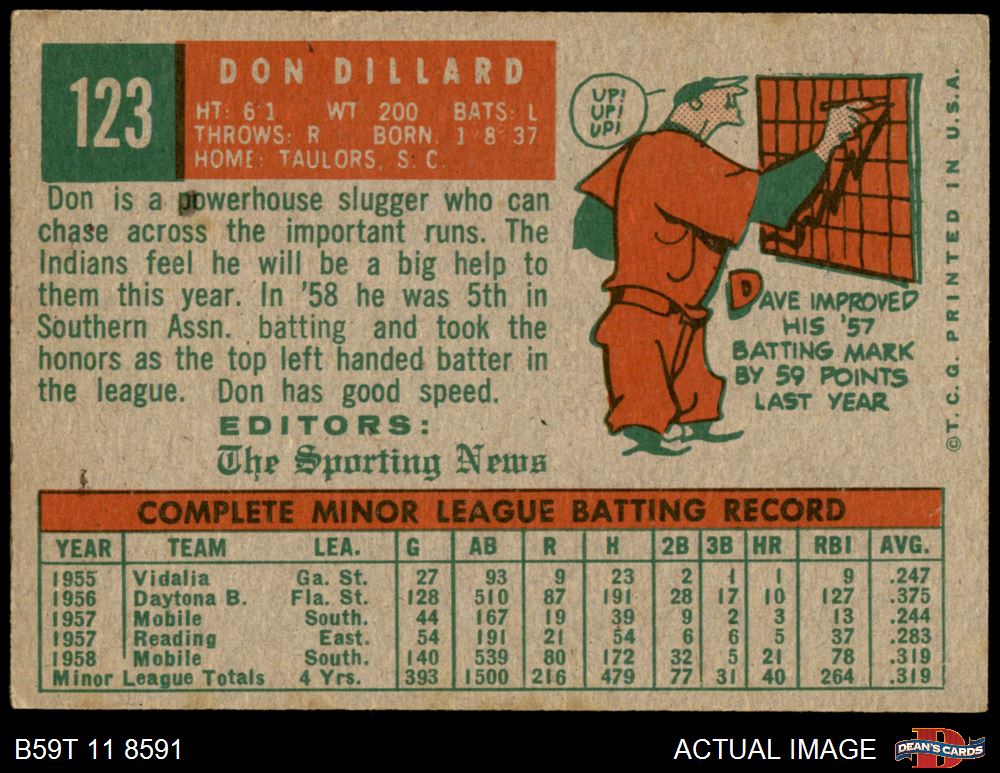 123
DON DILLARD
HT: 6 1 WT 200 BATS: L
THROWS: R BORN. 1 8 37
HOME: TAULORS, S. C.
Don is a powerhouse slugger who can
chase across the important runs. The
Indians feel he will be a big help to
them this year. In '58 he was 5th in
Southern Assn. batting and took the
honors as the top left handed batter in
the league. Don has good speed.
EDITORS:
The Sporting News
UP!
UP!
UP!
DAVE IMPROVED
HIS '57
BATTING MARK
BY 59 POINTS
LAST YEAR
© T. C. G. PRINTED IN U.S.A.
COMPLETE MINOR LEAGUE BATTING RECORD
YEAR TEAM LEA. G AB R H 2B 3B HR RBI AVG.
1955 Vidalia Ga. St. 27 93 9 23 2 1 1 9 .247
1956 Daytona B. Fla. St. 128 510 87 191 28 17 10 127 .375
1957 Mobile South. 44 167 19 39 9 2 3 13 .244
1957 Reading East. 54 191 21 54 6 6 5 37 .283
1958 Mobile South. 140 539 80 172 32 5 21 78 .319
Minor League Totals 4 Yrs. 393 1500 216 479 77 31 40 264 .319
B59T 11 8591
ACTUAL IMAGE
DEAN'S CARDS